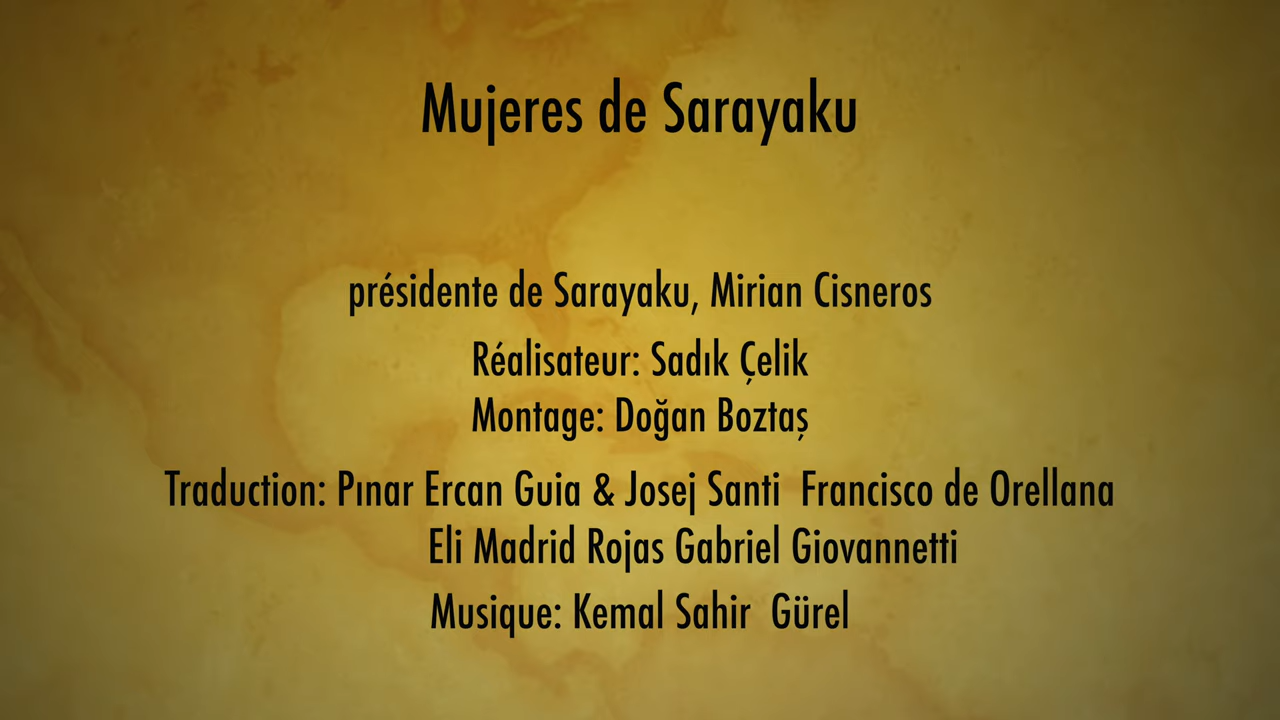 Mujeres de Sarayaku
présidente de Sarayaku, Mirian Cisneros
Réalisateur: Sadık Çelik
Montage: Doğan Boztaş
Traduction: Pınar Ercan Guia & Josej Santi Francisco de Orellana
Eli Madrid Rojas Gabriel Giovannetti
Musique: Kemal Sahir Gürel